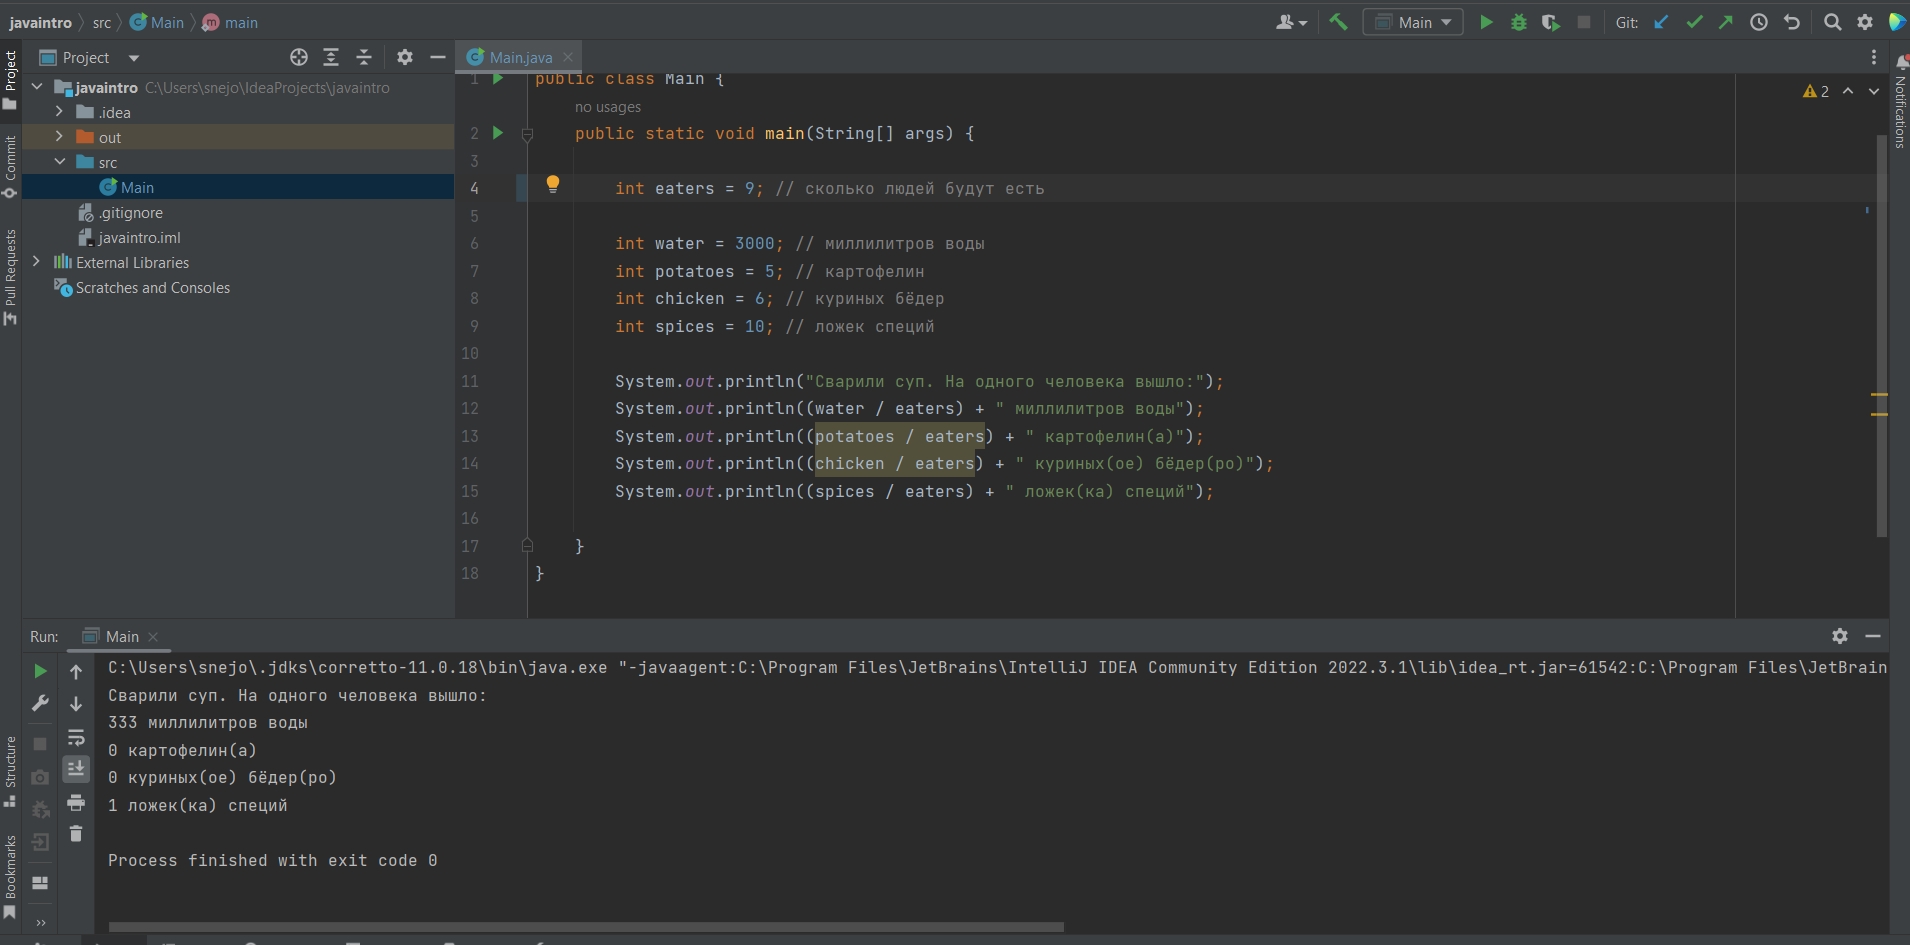 javaintro src Main main
Main Git:
Project
Main.java
javaintro C:\Users\snejo\IdeaProjects\javaintro
.idea
out
src
Main
.gitignore
javaintro.iml
External Libraries
Scratches and Consoles
Project
Commit
Pull Requests
Structure
Bookmarks
Notifications
2
1 public class Main {
no usages
2 public static void main(String[] args) {
3
4 int eaters = 9; // сколько людей будут есть
5
6 int water = 3000; // миллилитров воды
7 int potatoes = 5; // картофелин
8 int chicken = 6; // куриных бёдер
9 int spices = 10; // ложек специй
10
11 System.out.println("Сварили суп. На одного человека вышло:");
12 System.out.println((water / eaters) + " миллилитров воды");
13 System.out.println((potatoes / eaters) + " картофелин(а)");
14 System.out.println((chicken / eaters) + " куриных(ое) бёдер(ро)");
15 System.out.println((spices / eaters) + " ложек(ка) специй");
16
17 }
18 }
Run: Main
C:\Users\snejo\.jdks\corretto-11.0.18\bin\java.exe "-javaagent:C:\Program Files\JetBrains\IntelliJ IDEA Community Edition 2022.3.1\lib\idea_rt.jar=61542:C:\Program Files\JetBrain
Сварили суп. На одного человека вышло:
333 миллилитров воды
0 картофелин(а)
0 куриных(ое) бёдер(ро)
1 ложек(ка) специй
Process finished with exit code 0